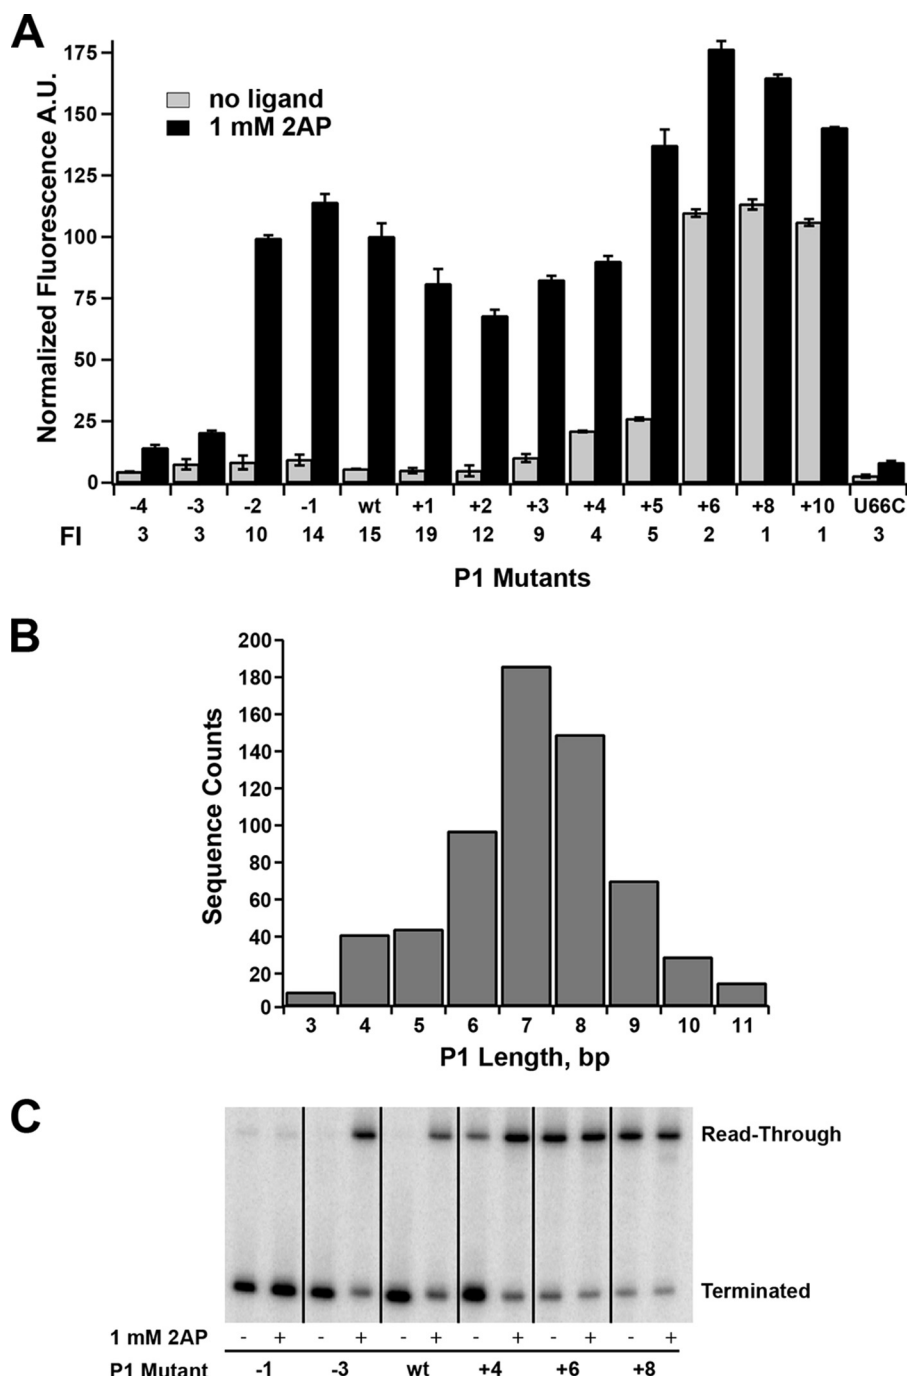 A
Normalized Fluorescence A.U.
175
150
125
100
75
50
25
0
no ligand
1 mM 2AP
-4 -3 -2 -1 wt +1 +2 +3 +4 +5 +6 +8 +10 U66C
FI 3 3 10 14 15 19 12 9 4 5 2 1 1 3
P1 Mutants
B
Sequence Counts
200
180
160
140
120
100
80
60
40
20
0
3 4 5 6 7 8 9 10 11
P1 Length, bp
C
Read-Through
Terminated
1 mM 2AP - + - + - + - + - + - +
P1 Mutant -1 -3 wt +4 +6 +8